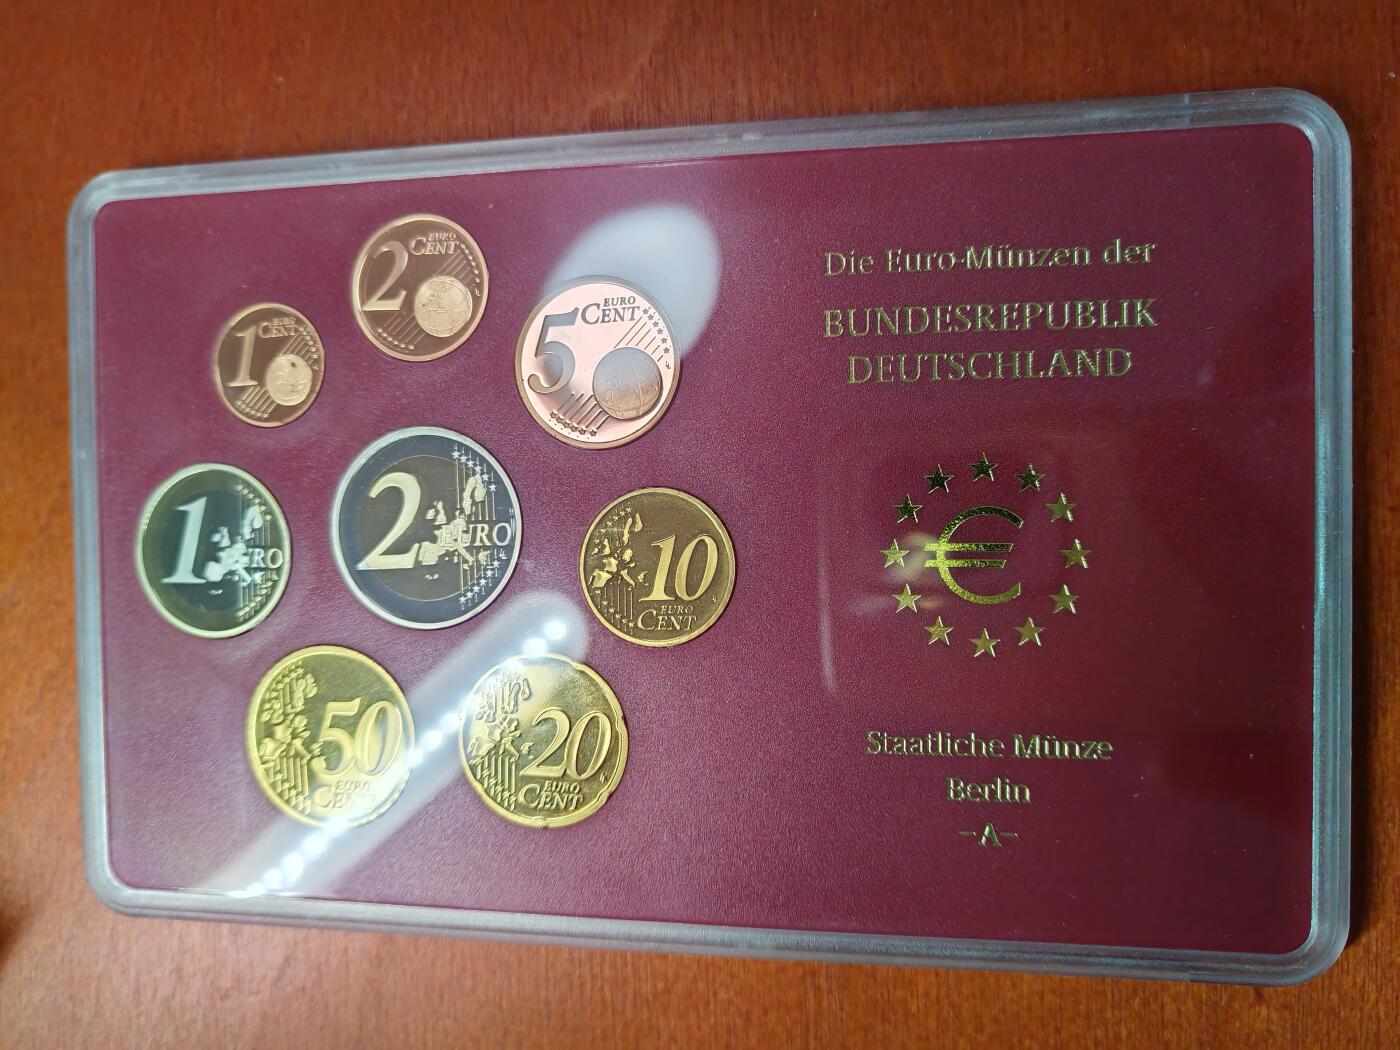 2 EURO
CENT
1 EURO
CENT
5 EURO
CENT
1 EURO
2 EURO
10 EURO
CENT
50 EURO
CENT
20 EURO
CENT
Die Euro-Münzen der
BUNDESREPUBLIK
DEUTSCHLAND
€
Staatliche Münze
Berlin
-A-